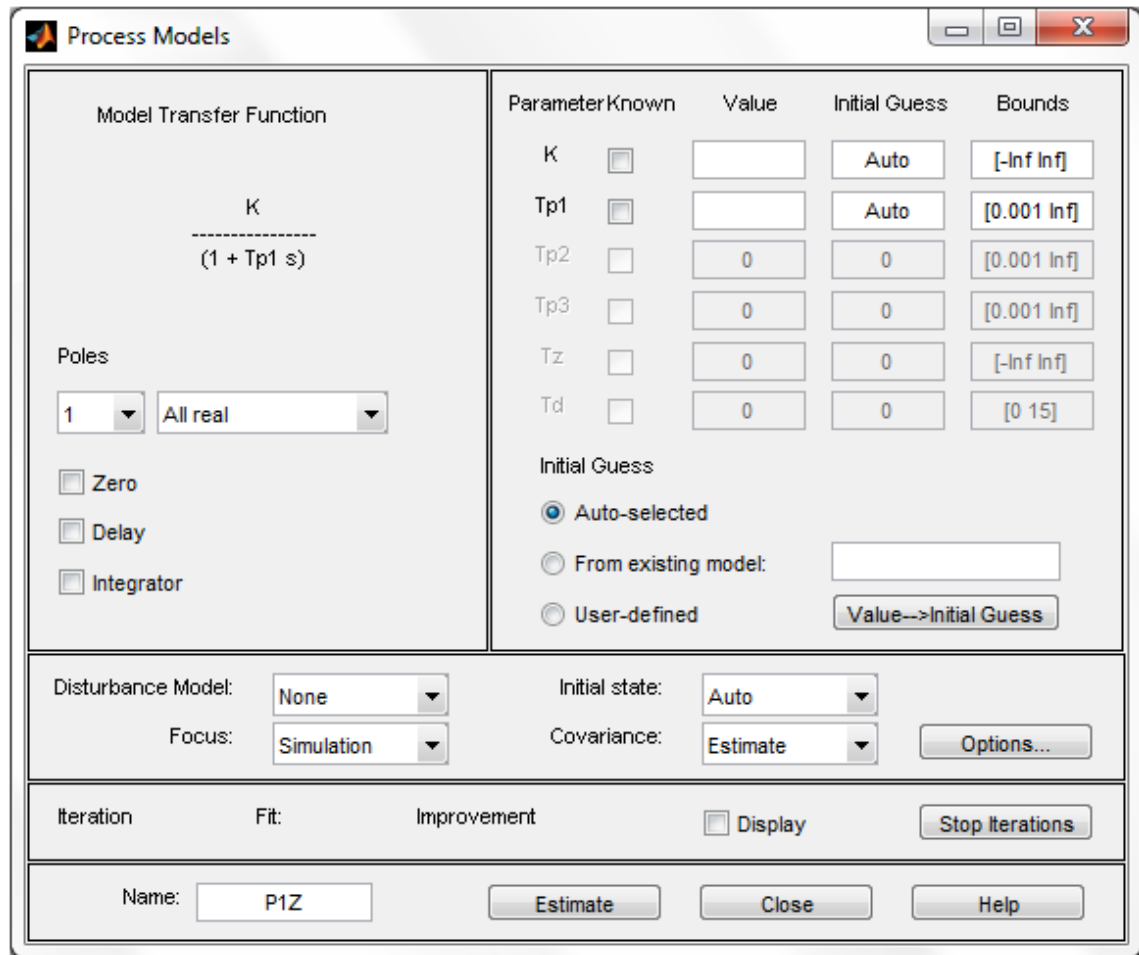 Process Models
Model Transfer Function
K
----------------
(1 + Tp1 s)
Poles
1 All real
Zero
Delay
Integrator
Parameter Known Value Initial Guess Bounds
K Auto [-Inf Inf]
Tp1 Auto [0.001 Inf]
Tp2 0 0 [0.001 Inf]
Tp3 0 0 [0.001 Inf]
Tz 0 0 [-Inf Inf]
Td 0 0 [0 15]
Initial Guess
Auto-selected
From existing model:
User-defined Value-->Initial Guess
Disturbance Model: None Initial state: Auto
Focus: Simulation Covariance: Estimate Options...
Iteration Fit: Improvement Display Stop Iterations
Name: P1Z Estimate Close Help